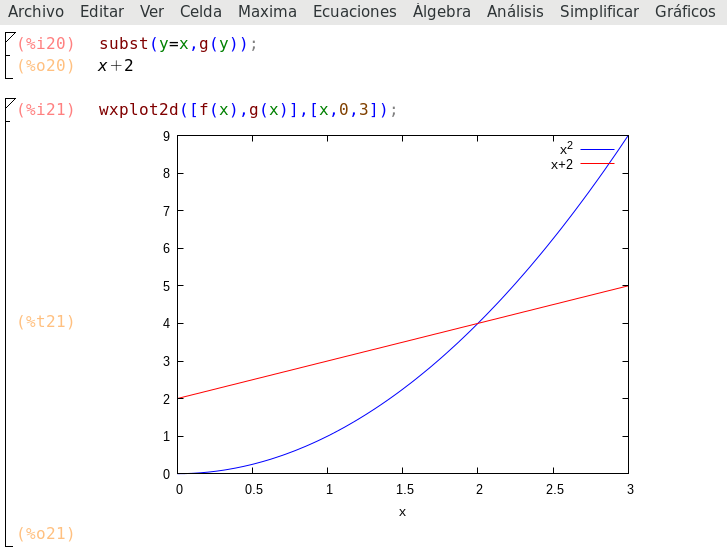 Archivo Editar Ver Celda Maxima Ecuaciones Álgebra Análisis Simplificar Gráficos
(%i20) subst(y=x,g(y));
(%o20) x+2
(%i21) wxplot2d([f(x),g(x)],[x,0,3]);
9
x²
x+2
8
7
6
5
(%t21)
4
3
2
1
0
0 0.5 1 1.5 2 2.5 3
x
(%o21)